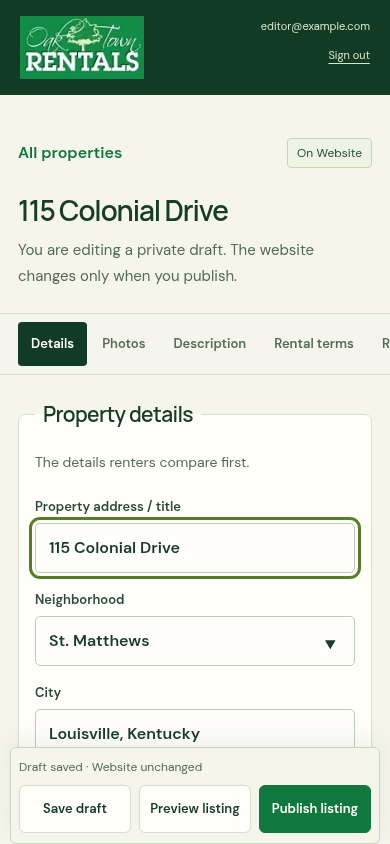 Oak Town
RENTALS
editor@example.com
Sign out
All properties
On Website
115 Colonial Drive
You are editing a private draft. The website
changes only when you publish.
Details
Photos
Description
Rental terms
R
Property details
The details renters compare first.
Property address / title
115 Colonial Drive
Neighborhood
St. Matthews
City
Louisville, Kentucky
Draft saved · Website unchanged
Save draft
Preview listing
Publish listing